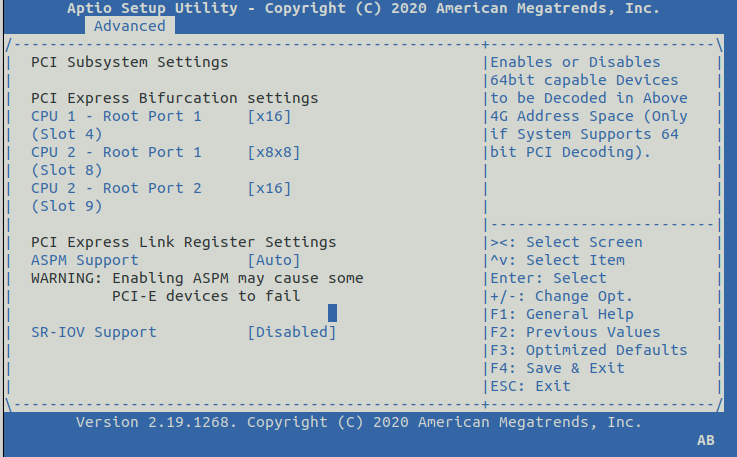 Aptio Setup Utility - Copyright (C) 2020 American Megatrends, Inc.
Advanced
/----------------------------------------------------+-------------------------\
PCI Subsystem Settings
PCI Express Bifurcation settings
CPU 1 - Root Port 1 [x16]
(Slot 4)
CPU 2 - Root Port 1 [x8x8]
(Slot 8)
CPU 2 - Root Port 2 [x16]
(Slot 9)
PCI Express Link Register Settings
ASPM Support [Auto]
WARNING: Enabling ASPM may cause some
PCI-E devices to fail
SR-IOV Support [Disabled]
Enables or Disables
64bit capable Devices
to be Decoded in Above
4G Address Space (Only
if System Supports 64
bit PCI Decoding).
><: Select Screen
^v: Select Item
Enter: Select
+/-: Change Opt.
F1: General Help
F2: Previous Values
F3: Optimized Defaults
F4: Save & Exit
ESC: Exit
\----------------------------------------------------+-------------------------/
Version 2.19.1268. Copyright (C) 2020 American Megatrends, Inc.
AB